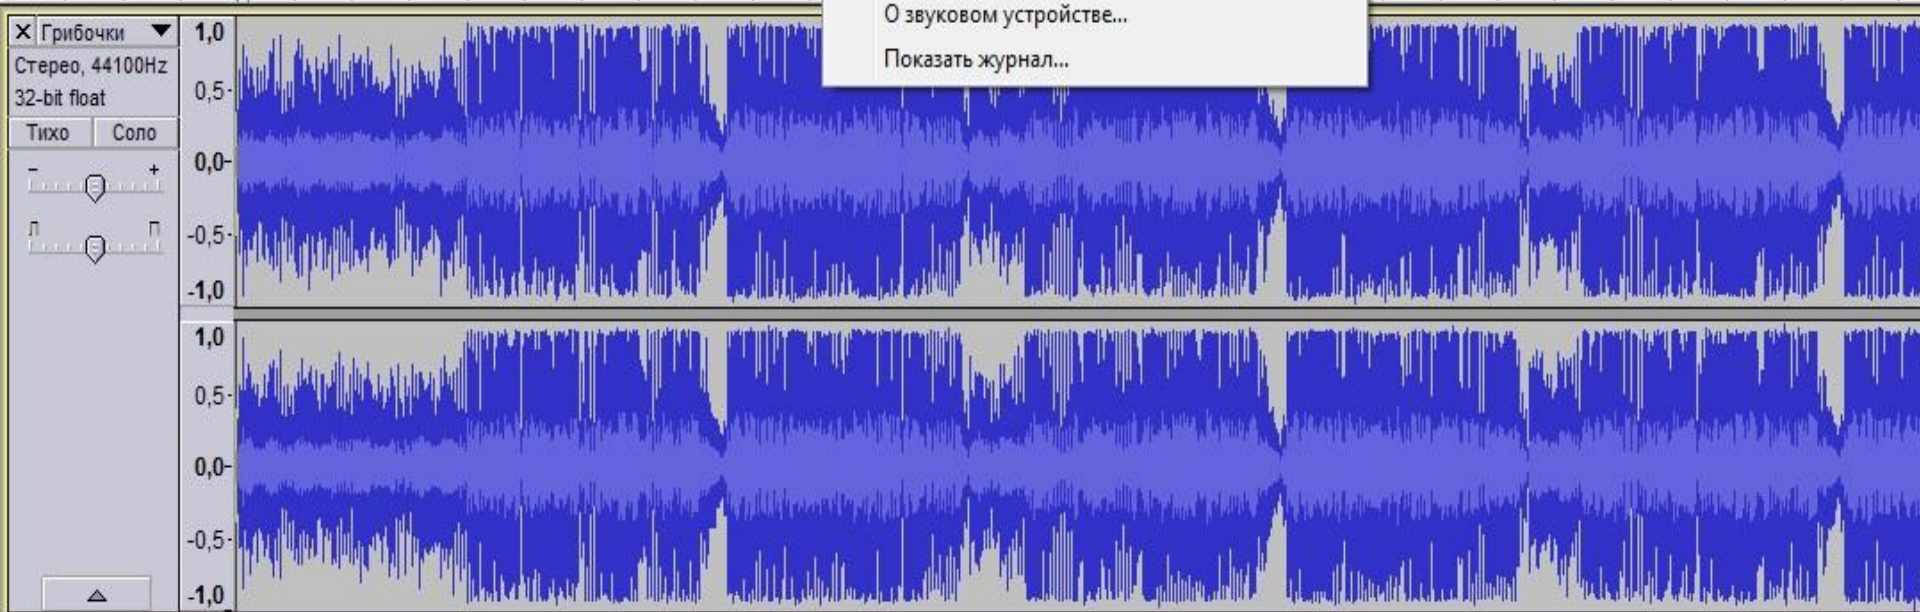 О звуковом устройстве...
Показать журнал...
Грибочки
Стерео, 44100Hz
32-bit float
Тихо Соло
- +
Л П
1,0
0,5-
0,0-
-0,5-
-1,0
1,0
0,5-
0,0-
-0,5-
-1,0